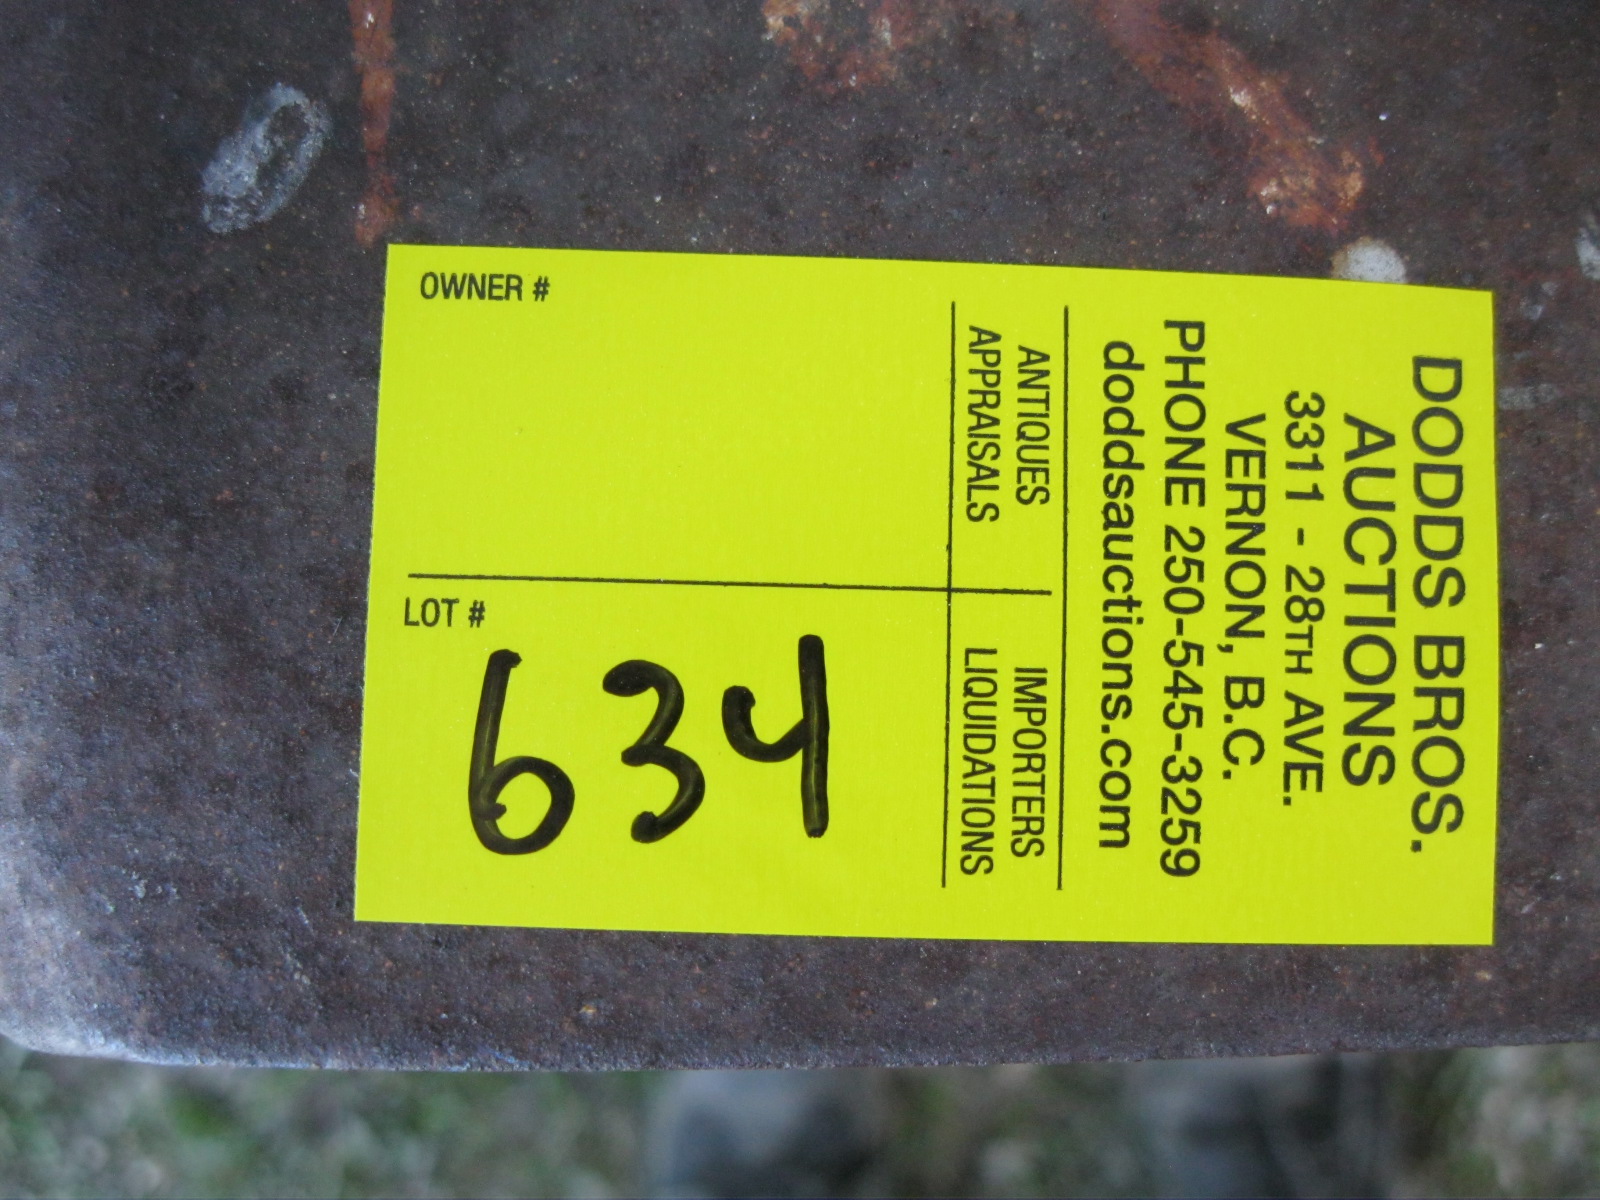 DODDS BROS.
AUCTIONS
3311 - 28TH AVE.
VERNON, B.C.
PHONE 250-545-3259
doddsauctions.com
ANTIQUES IMPORTERS
APPRAISALS LIQUIDATIONS
OWNER #
LOT #
634